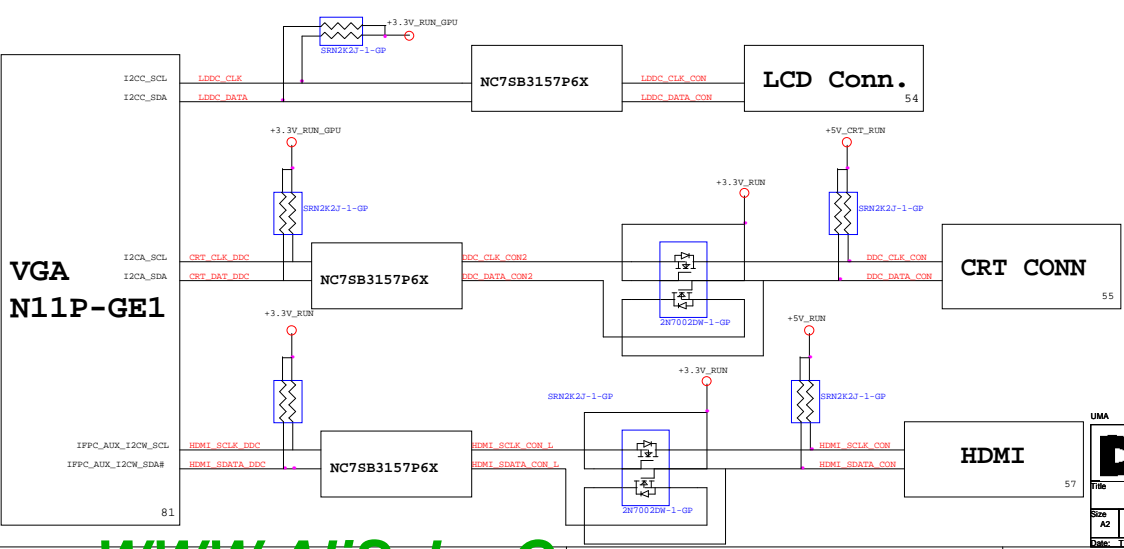 +3.3V_RUN_GPU
SRN2K2J-1-GP
I2CC_SCL
LDDC_CLK
NC7SB3157P6X
LDDC_CLK_CON
LCD Conn.
I2CC_SDA
LDDC_DATA
LDDC_DATA_CON
54
+3.3V_RUN_GPU
+5V_CRT_RUN
+3.3V_RUN
SRN2K2J-1-GP
SRN2K2J-1-GP
VGA
N11P-GE1
I2CA_SCL
CRT_CLK_DDC
DDC_CLK_CON2
DDC_CLK_CON
CRT CONN
I2CA_SDA
CRT_DAT_DDC
NC7SB3157P6X
DDC_DATA_CON2
DDC_DATA_CON
55
2N7002DW-1-GP
+3.3V_RUN
+5V_RUN
+3.3V_RUN
SRN2K2J-1-GP
SRN2K2J-1-GP
IFPC_AUX_I2CW_SCL
HDMI_SCLK_DDC
HDMI_SCLK_CON_L
HDMI_SCLK_CON
HDMI
IFPC_AUX_I2CW_SDA#
HDMI_SDATA_DDC
NC7SB3157P6X
HDMI_SDATA_CON_L
HDMI_SDATA_CON
57
81
2N7002DW-1-GP
UMA
Title
Size
A2
Date: